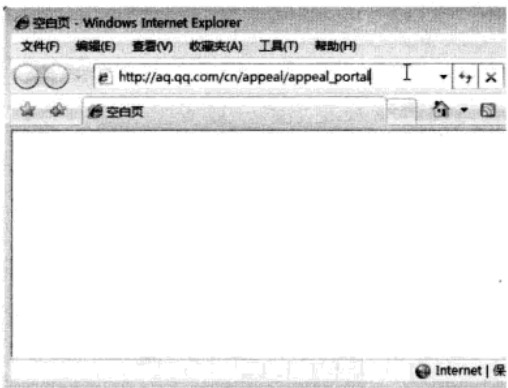 空白页 - Windows Internet Explorer
文件(F) 编辑(E) 查看(V) 收藏夹(A) 工具(T) 帮助(H)
http://aq.qq.com/cn/appeal/appeal_portal
空白页
Internet | 保